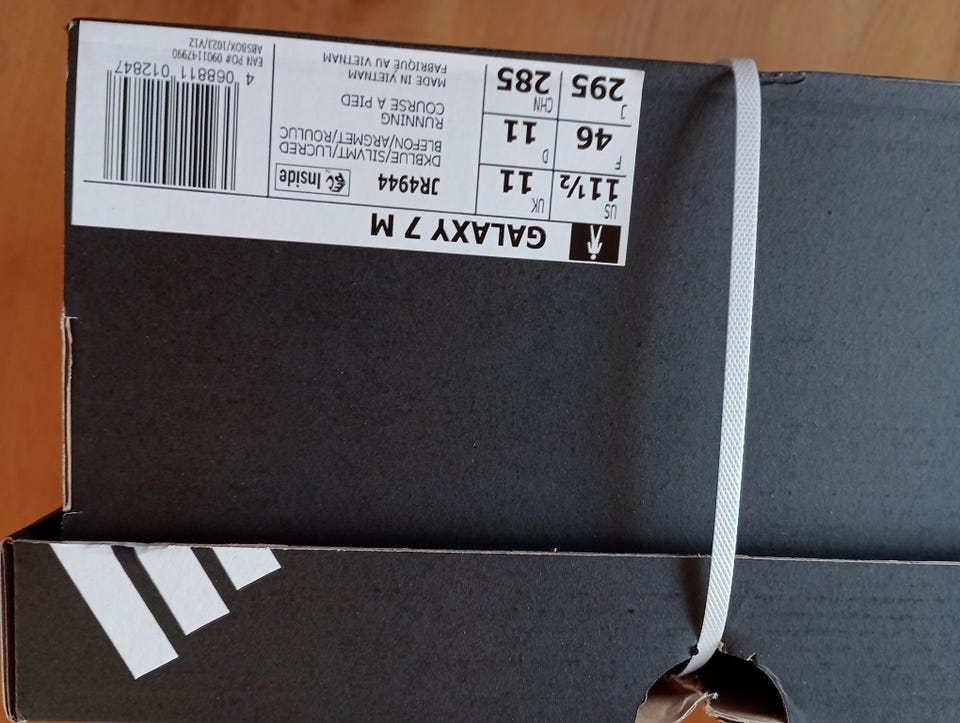 GALAXY 7 M
US 11½
UK 11
F 46
D 11
J 295
CHN 285
JR4944
Inside
DKBLUE/SILVMT/LUCRED
BLEFON/ARGMET/ROULUC
RUNNING
COURSE A PIED
MADE IN VIETNAM
FABRIQUÉ AU VIETNAM
4 068811 012847
EAN PO# 0901147990
ABSBOX/1023/V12